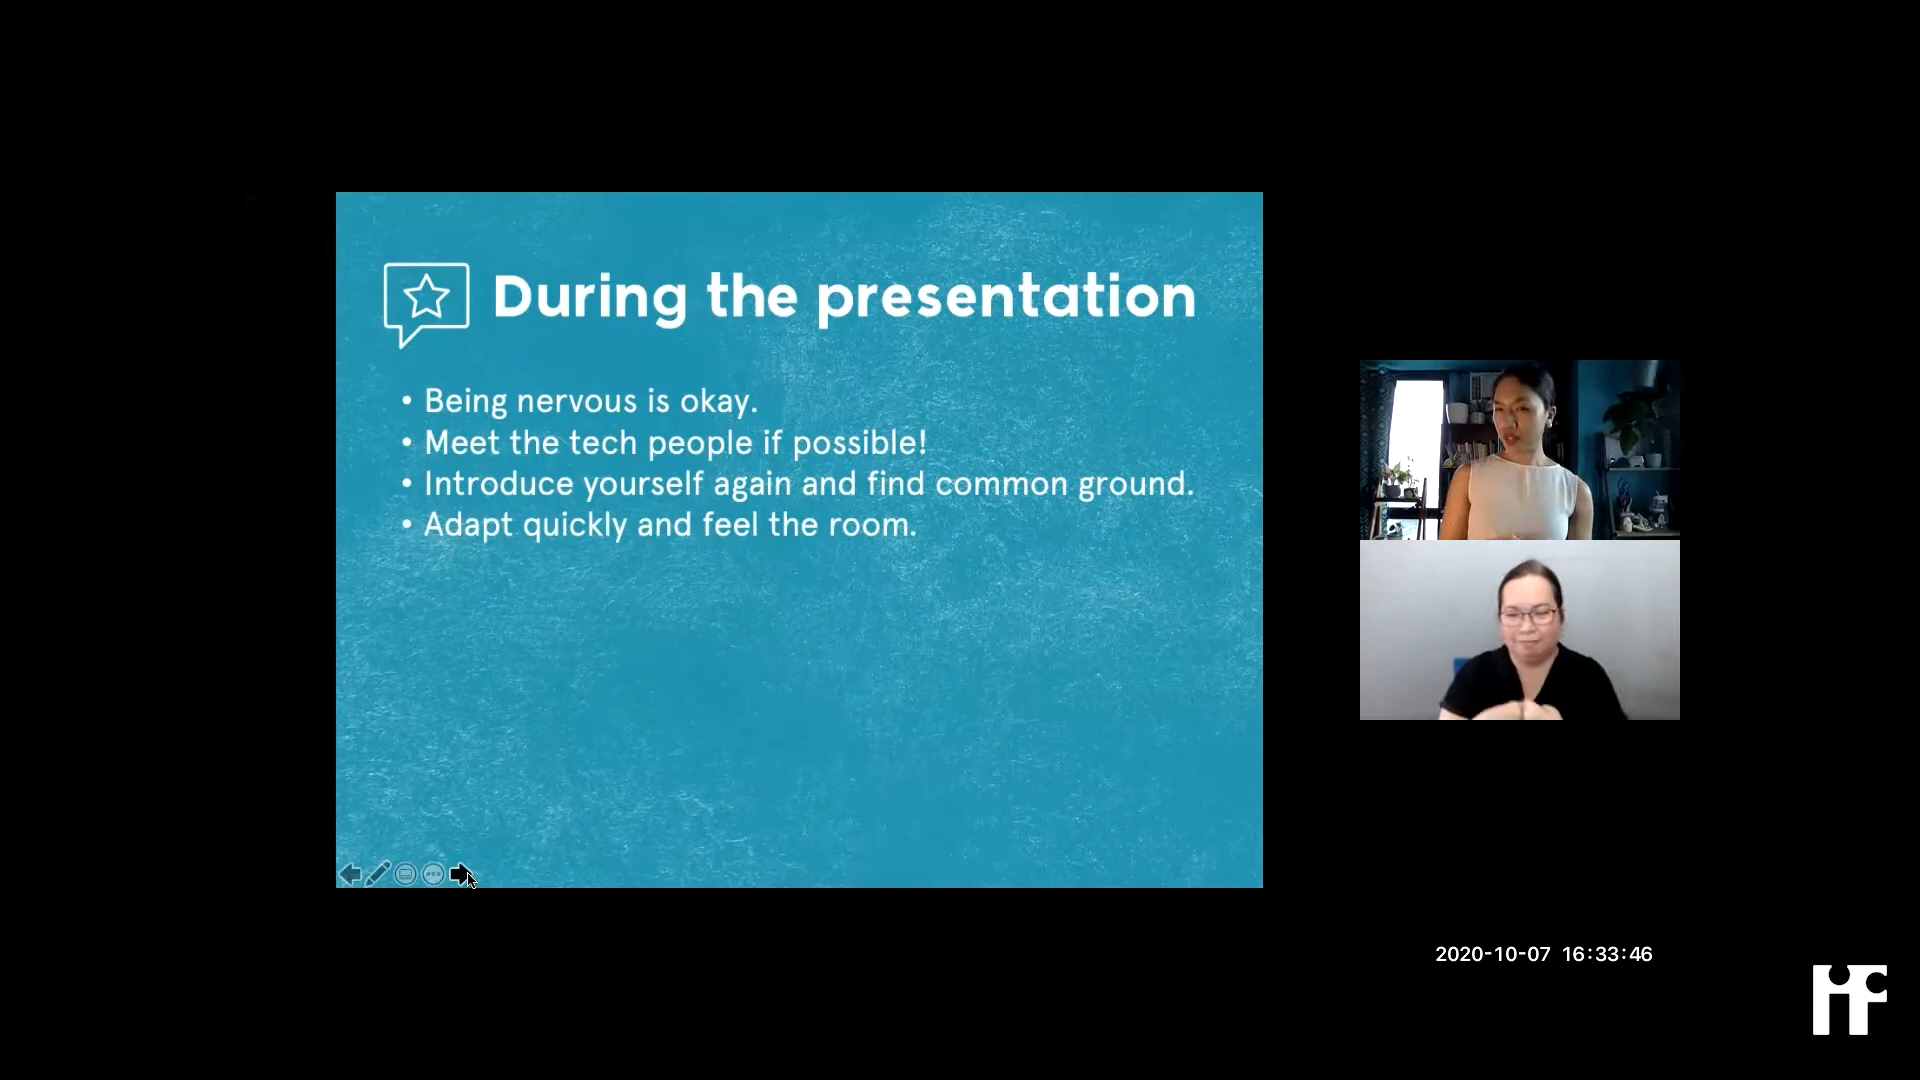 During the presentation
• Being nervous is okay.
• Meet the tech people if possible!
• Introduce yourself again and find common ground.
• Adapt quickly and feel the room.
2020-10-07 16:33:46